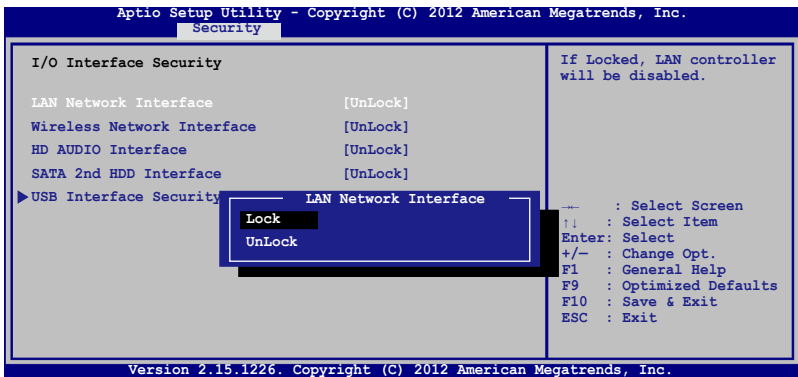 Aptio Setup Utility - Copyright (C) 2012 American Megatrends, Inc.
Security
I/O Interface Security
LAN Network Interface [UnLock]
Wireless Network Interface [UnLock]
HD AUDIO Interface [UnLock]
SATA 2nd HDD Interface [UnLock]
USB Interface Security
LAN Network Interface
Lock
UnLock
If Locked, LAN controller
will be disabled.
→← : Select Screen
↑↓ : Select Item
Enter: Select
+/— : Change Opt.
F1 : General Help
F9 : Optimized Defaults
F10 : Save & Exit
ESC : Exit
Version 2.15.1226. Copyright (C) 2012 American Megatrends, Inc.